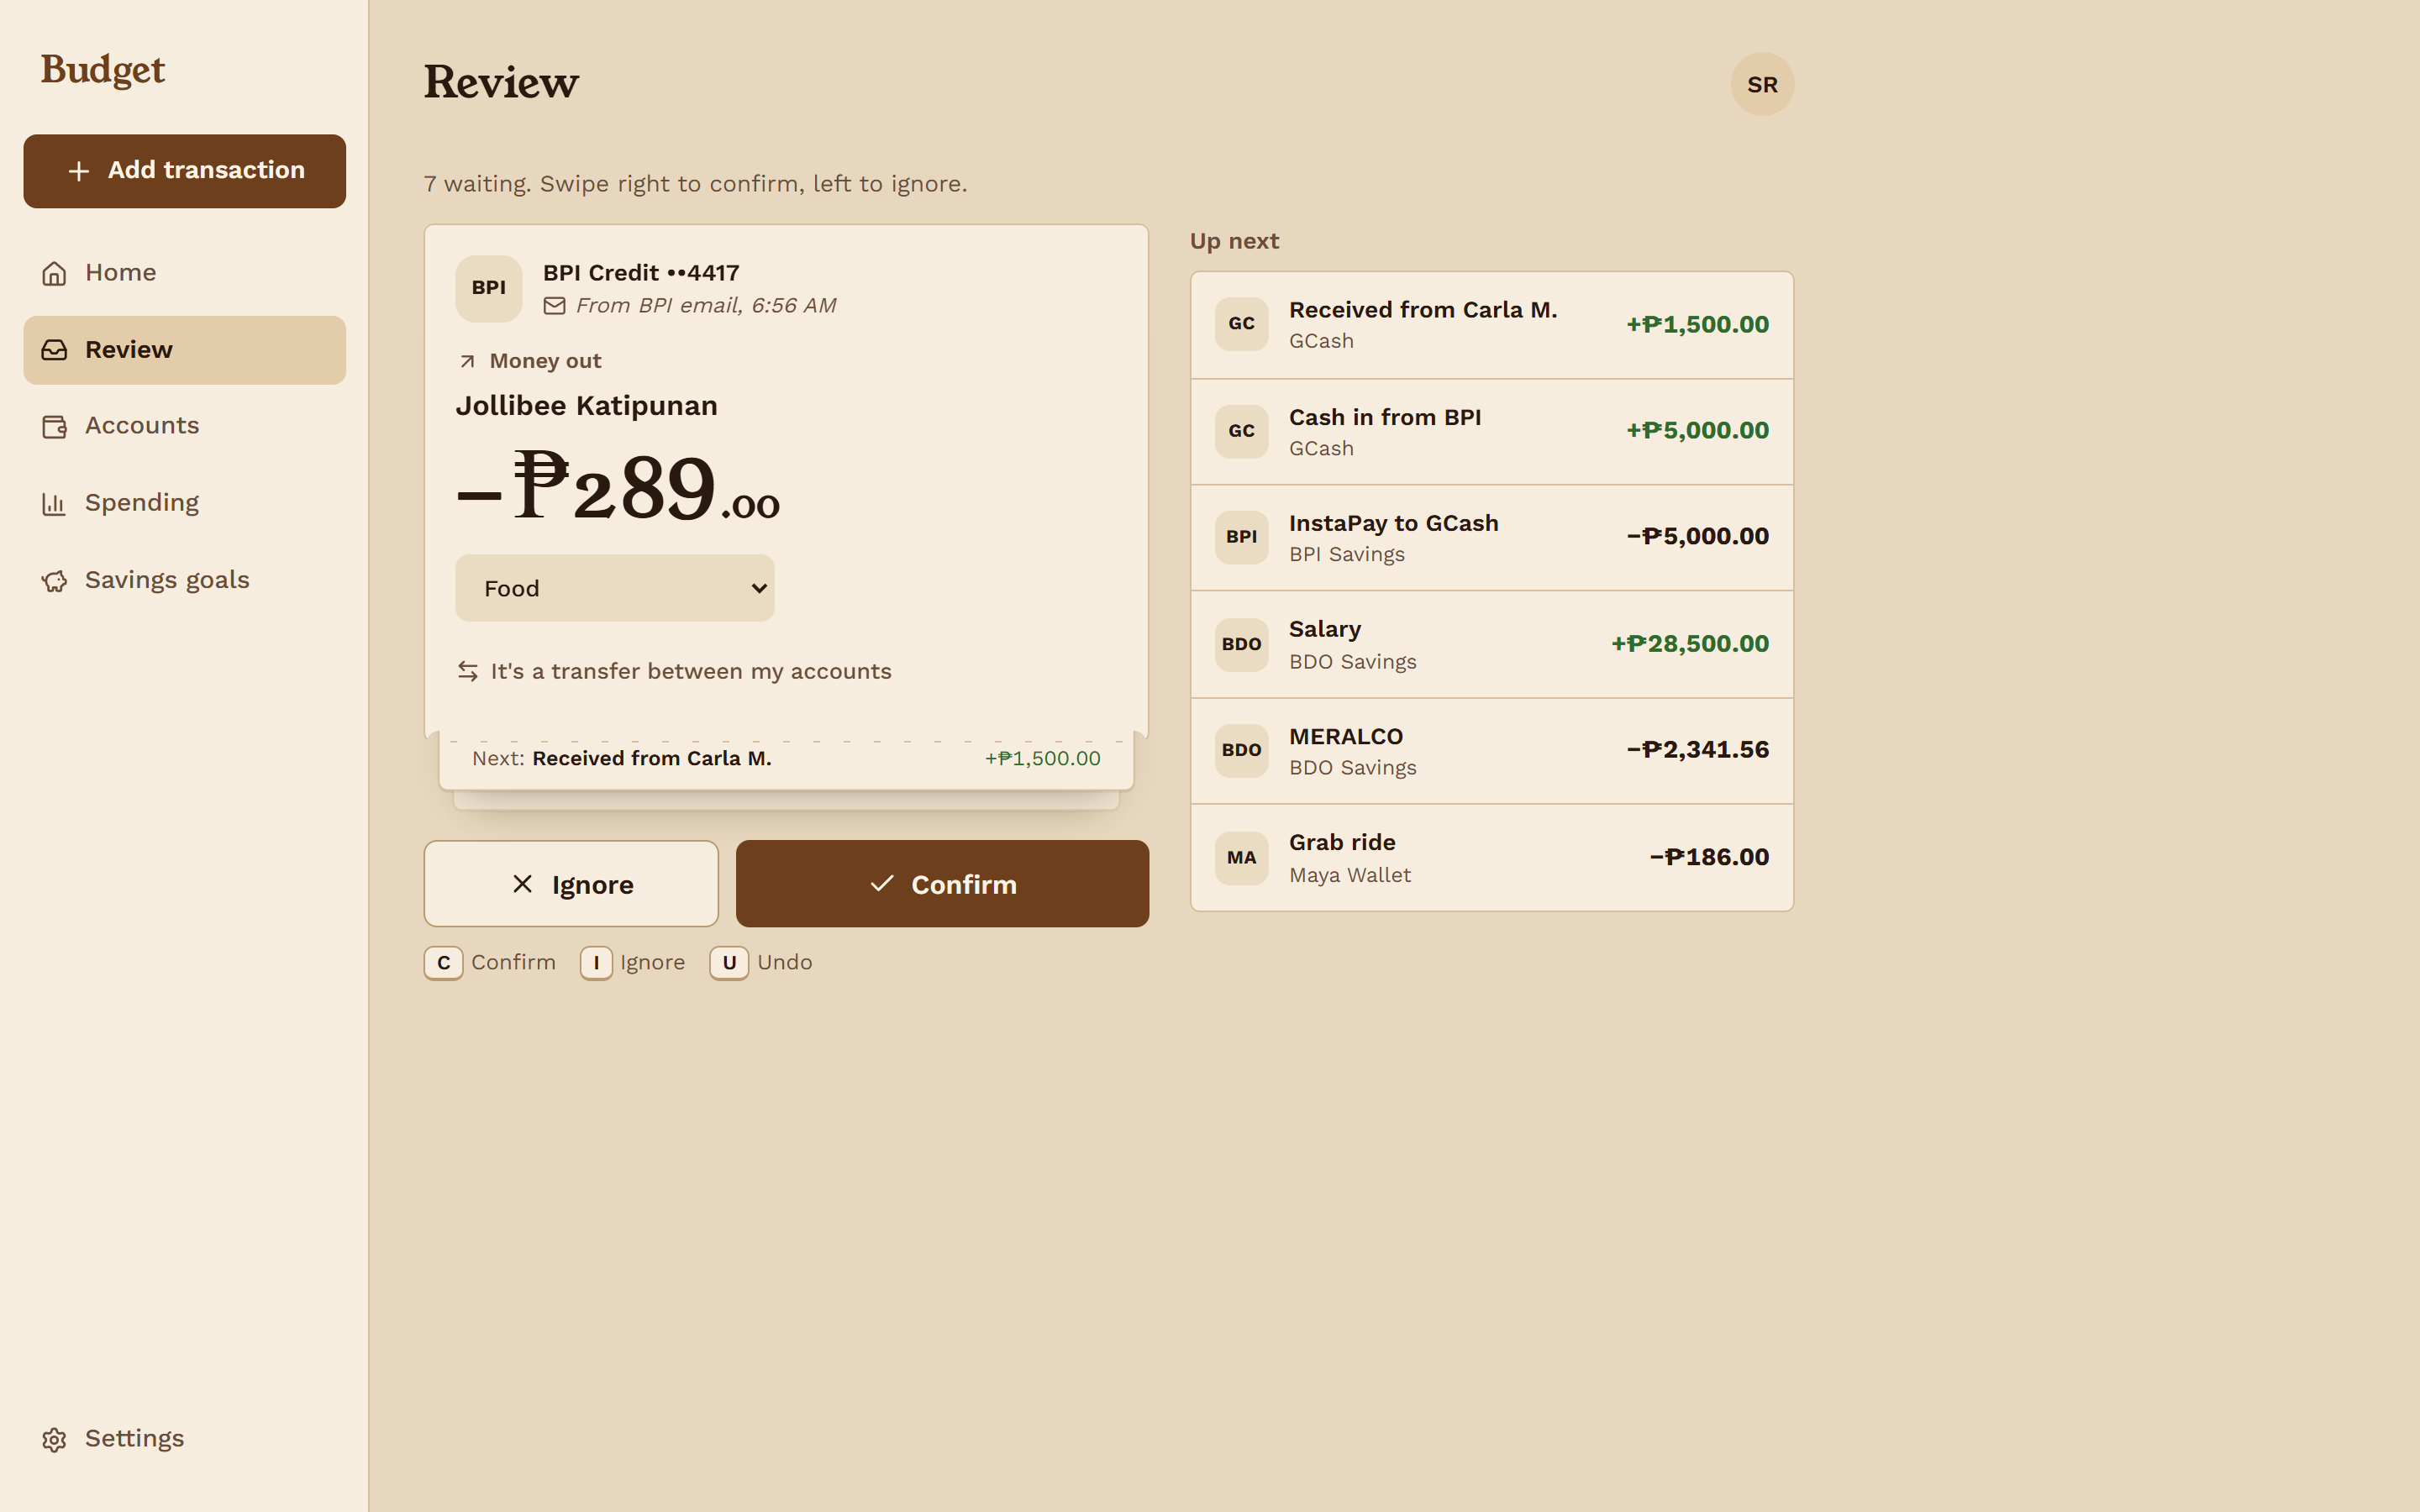 Budget
Add transaction
Home
Review
Accounts
Spending
Savings goals
Settings
Review
SR
7 waiting. Swipe right to confirm, left to ignore.
BPI
BPI Credit ••4417
From BPI email, 6:56 AM
Money out
Jollibee Katipunan
−₱289.00
Food
It's a transfer between my accounts
Next: Received from Carla M. +₱1,500.00
Ignore
Confirm
C Confirm I Ignore U Undo
Up next
GC
Received from Carla M.
GCash
+₱1,500.00
GC
Cash in from BPI
GCash
+₱5,000.00
BPI
InstaPay to GCash
BPI Savings
−₱5,000.00
BDO
Salary
BDO Savings
+₱28,500.00
BDO
MERALCO
BDO Savings
−₱2,341.56
MA
Grab ride
Maya Wallet
−₱186.00